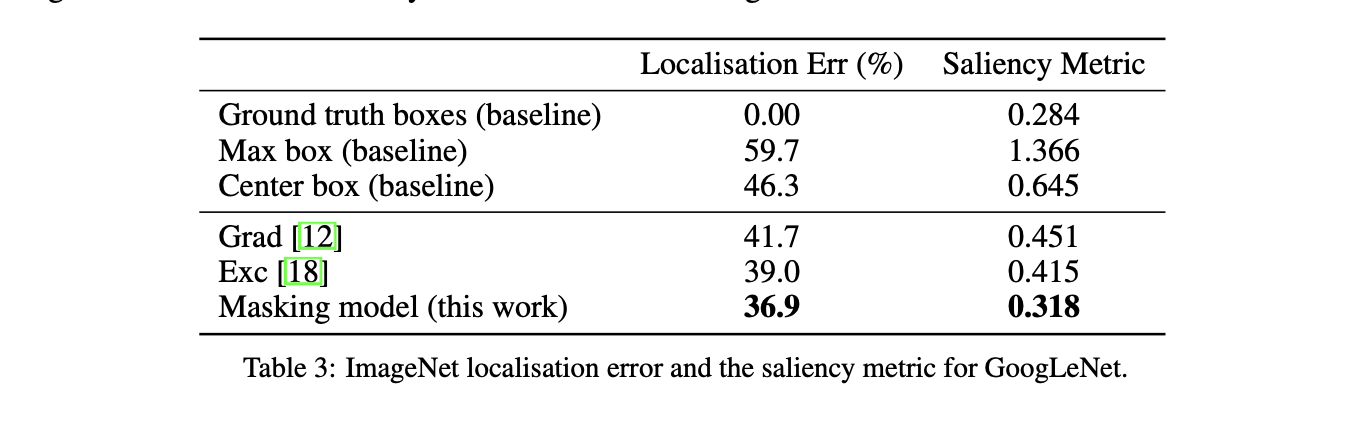 Localisation Err (%) Saliency Metric
Ground truth boxes (baseline) 0.00 0.284
Max box (baseline) 59.7 1.366
Center box (baseline) 46.3 0.645
Grad [12] 41.7 0.451
Exc [18] 39.0 0.415
Masking model (this work) 36.9 0.318
Table 3: ImageNet localisation error and the saliency metric for GoogLeNet.